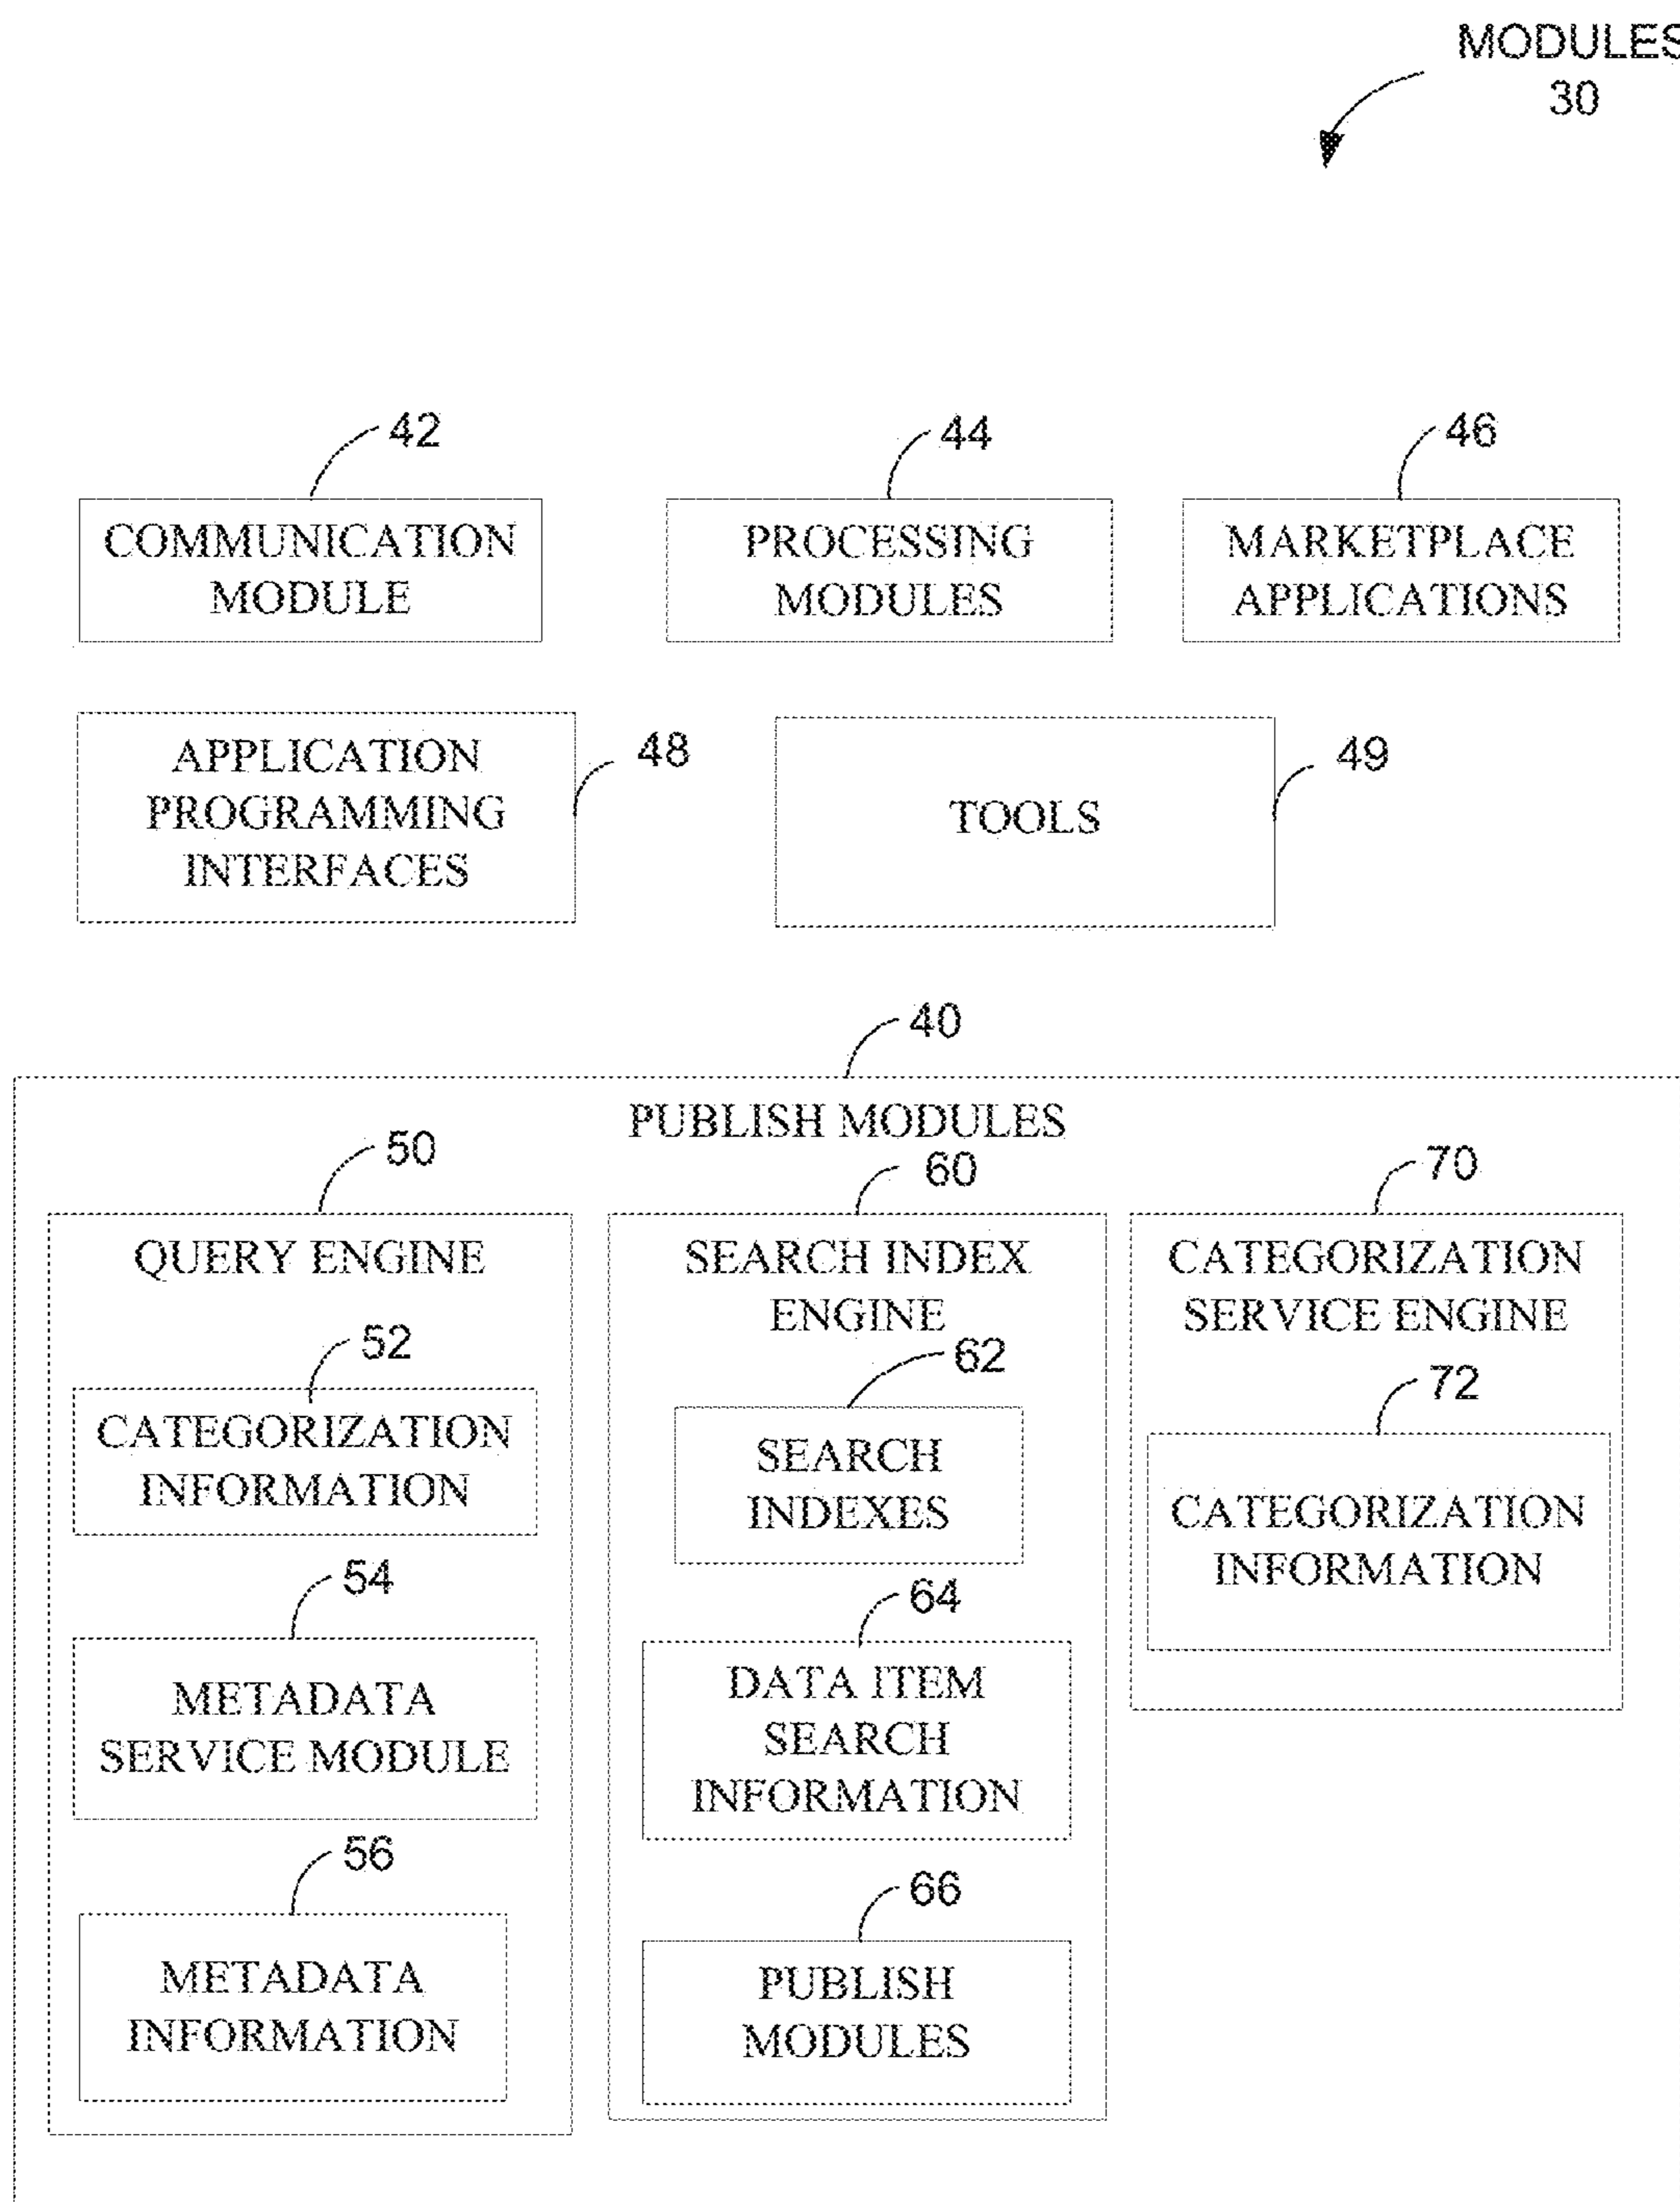 MODULES
30
42
44
46
COMMUNICATION
MODULE
PROCESSING
MODULES
MARKETPLACE
APPLICATIONS
APPLICATION
PROGRAMMING
INTERFACES
48
TOOLS
49
40
PUBLISH MODULES
50
QUERY ENGINE
52
CATEGORIZATION
INFORMATION
54
METADATA
SERVICE MODULE
56
METADATA
INFORMATION
60
SEARCH INDEX
ENGINE
62
SEARCH
INDEXES
64
DATA ITEM
SEARCH
INFORMATION
66
PUBLISH
MODULES
70
CATEGORIZATION
SERVICE ENGINE
72
CATEGORIZATION
INFORMATION